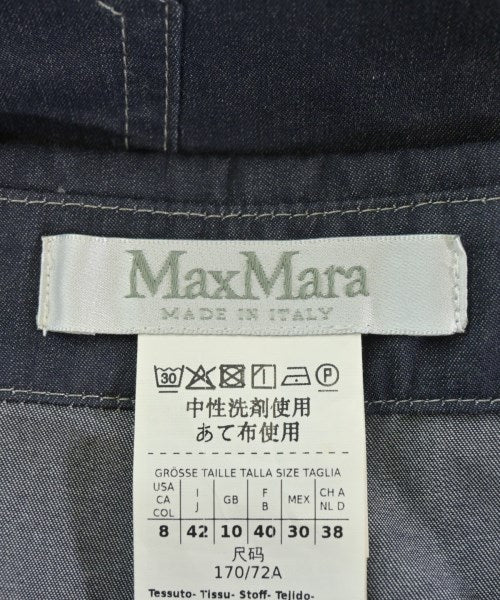 MaxMara
MADE IN ITALY
30 P
中性洗剤使用
あて布使用
GRÖSSE TAILLE TALLA SIZE TAGLIA
USA CA COL I J GB F B MEX CH A NL D
8 42 10 40 30 38
尺码
170/72A
Tessuto- Tissu- Stoff- Tejido-